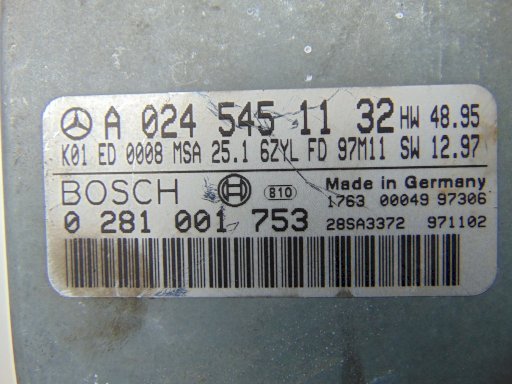 A 024 545 11 32 HW 48.95
K01 ED 0008 MSA 25.1 6ZYL FD 97M11 SW 12.97
BOSCH 810 Made in Germany
1763 00049 97306
0 281 001 753 28SA3372 971102